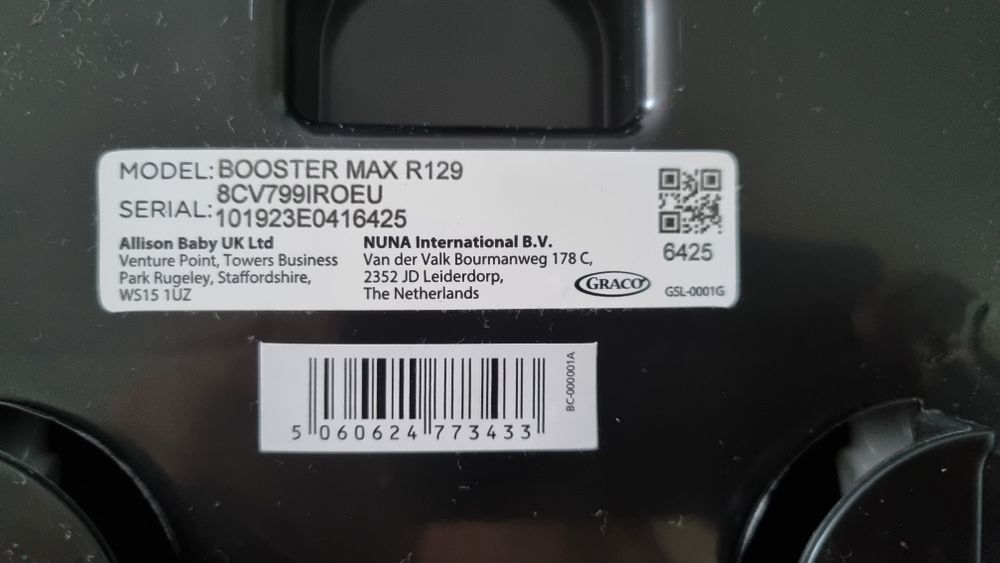 MODEL: BOOSTER MAX R129
8CV799IROEU
SERIAL: 101923E0416425
Allison Baby UK Ltd
Venture Point, Towers Business
Park Rugeley, Staffordshire,
WS15 1UZ
NUNA International B.V.
Van der Valk Bourmanweg 178 C,
2352 JD Leiderdorp,
The Netherlands
GRACO
6425
GSL-0001G
5 060624 773433
BC-000001A